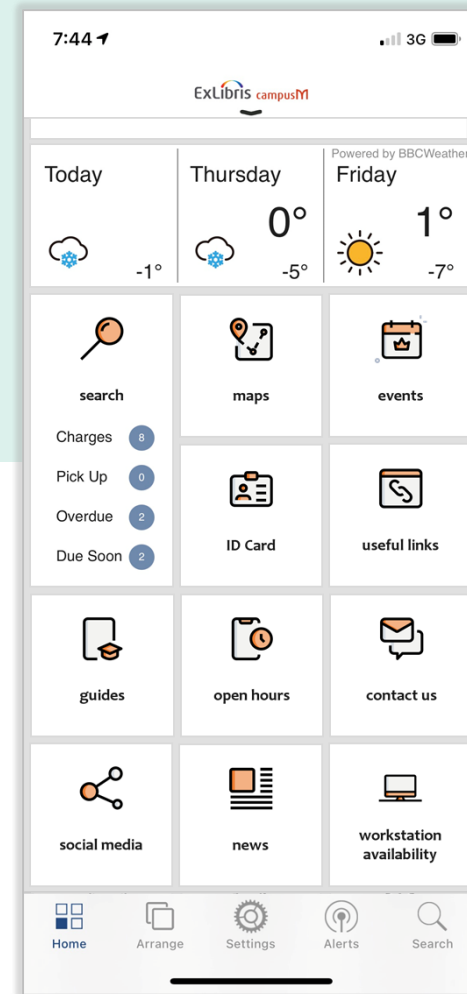 7:44
3G
ExLibris campusM
Powered by BBCWeather
Today
Thursday
Friday
0°
1°
-1°
-5°
-7°
search
maps
events
Charges 8
Pick Up 0
Overdue 2
Due Soon 2
ID Card
useful links
guides
open hours
contact us
social media
news
workstation
availability
Home
Arrange
Settings
Alerts
Search